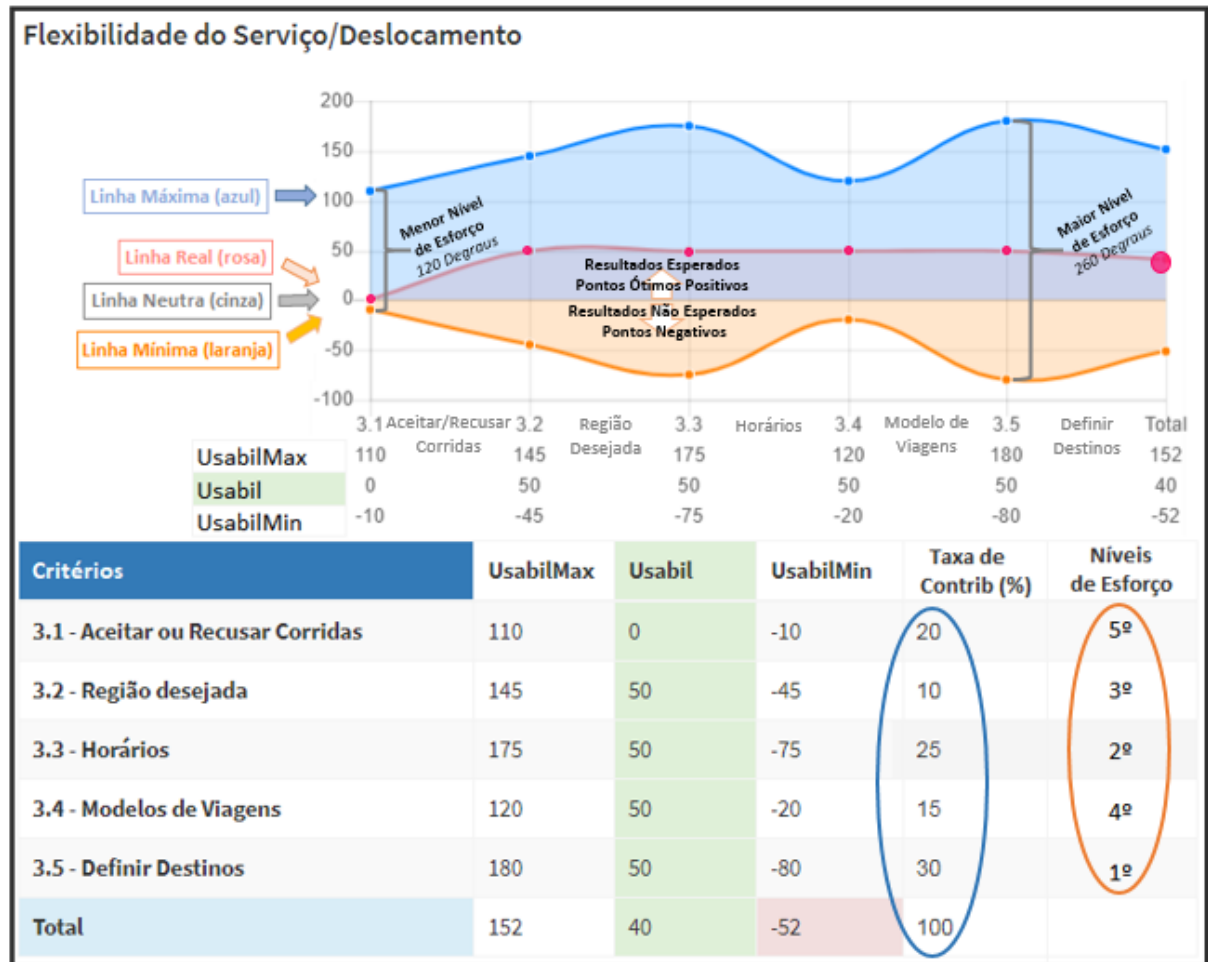 Flexibilidade do Serviço/Deslocamento
200
150
Linha Máxima (azul)
100
Menor Nível
de Esforço
120 Degraus
Maior Nível
de Esforço
260 Degraus
50
Linha Real (rosa)
Resultados Esperados
Pontos Ótimos Positivos
Linha Neutra (cinza)
0
Resultados Não Esperados
Pontos Negativos
Linha Mínima (laranja)
-50
-100
3.1 Aceitar/Recusar Corridas 3.2 Região Desejada 3.3 Horários 3.4 Modelo de Viagens 3.5 Definir Destinos Total
UsabilMax 110 145 175 120 180 152
Usabil 0 50 50 50 50 40
UsabilMin -10 -45 -75 -20 -80 -52
Critérios UsabilMax Usabil UsabilMin Taxa de Contrib (%) Níveis de Esforço
3.1 - Aceitar ou Recusar Corridas 110 0 -10 20 5º
3.2 - Região desejada 145 50 -45 10 3º
3.3 - Horários 175 50 -75 25 2º
3.4 - Modelos de Viagens 120 50 -20 15 4º
3.5 - Definir Destinos 180 50 -80 30 1º
Total 152 40 -52 100